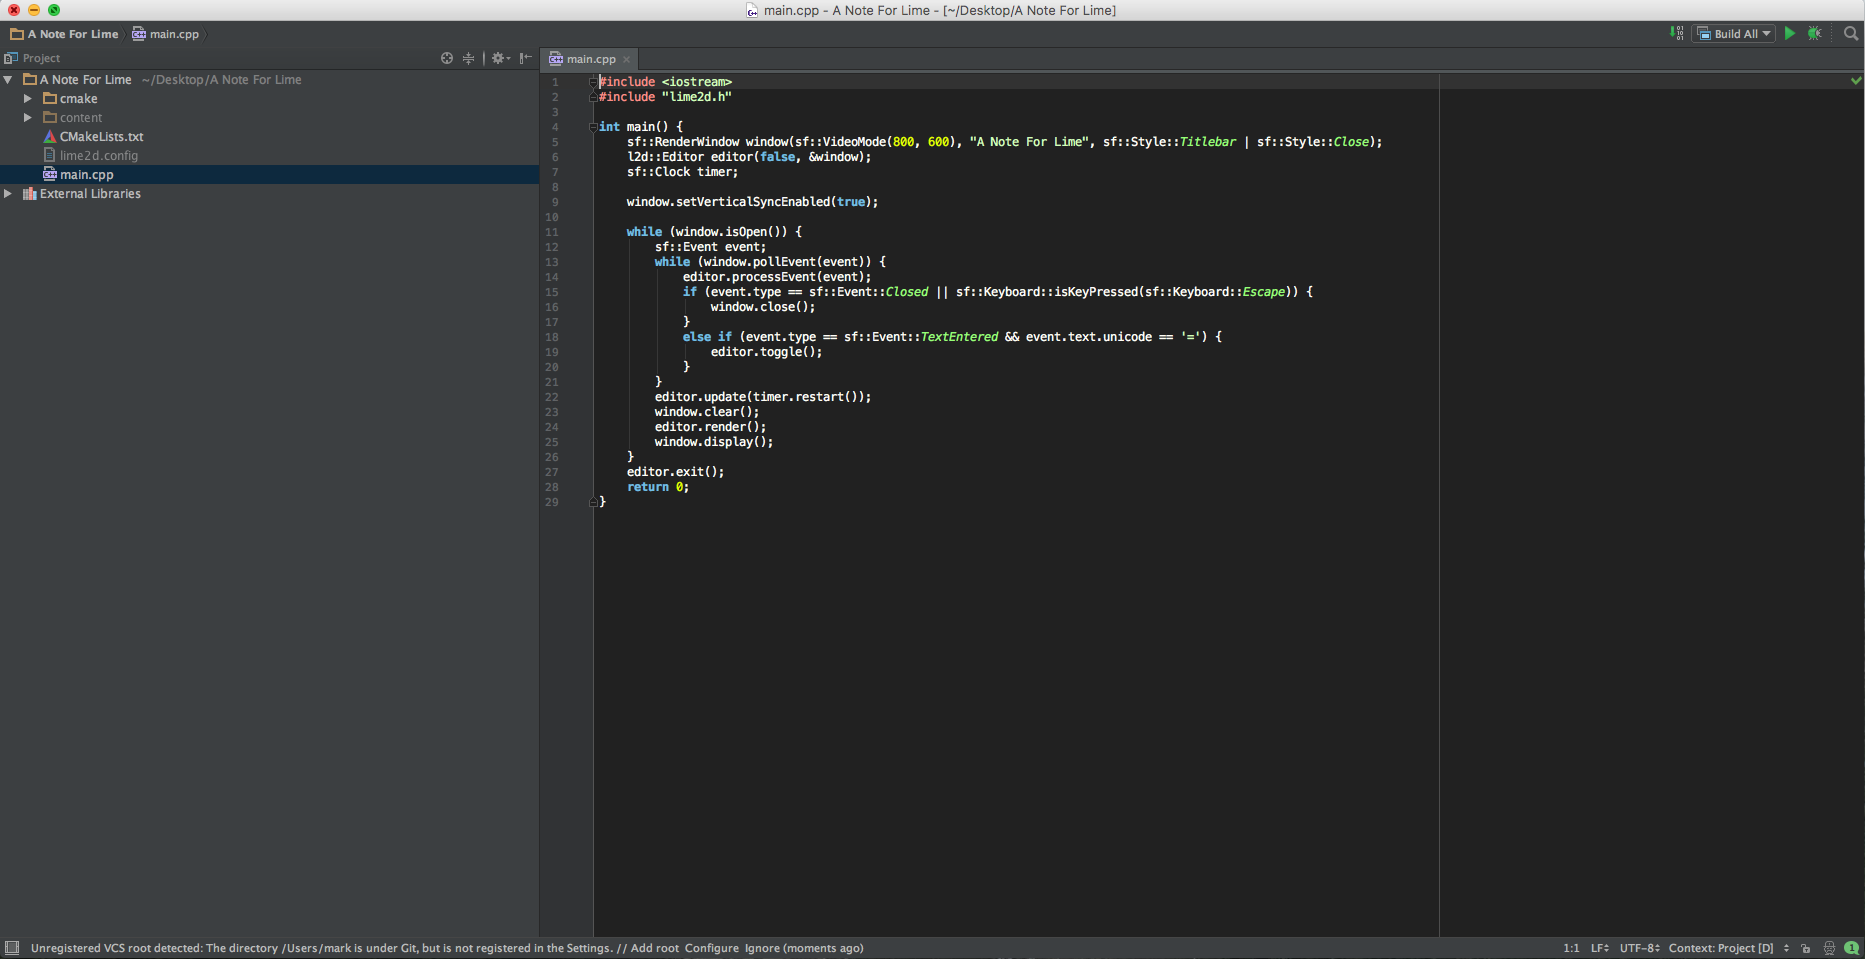 main.cpp - A Note For Lime - [~/Desktop/A Note For Lime]
A Note For Lime main.cpp Build All
Project main.cpp
A Note For Lime ~/Desktop/A Note For Lime
cmake
content
CMakeLists.txt
lime2d.config
main.cpp
External Libraries
1 #include <iostream>
2 #include "lime2d.h"
3
4 int main() {
5 sf::RenderWindow window(sf::VideoMode(800, 600), "A Note For Lime", sf::Style::Titlebar | sf::Style::Close);
6 l2d::Editor editor(false, &window);
7 sf::Clock timer;
8
9 window.setVerticalSyncEnabled(true);
10
11 while (window.isOpen()) {
12 sf::Event event;
13 while (window.pollEvent(event)) {
14 editor.processEvent(event);
15 if (event.type == sf::Event::Closed || sf::Keyboard::isKeyPressed(sf::Keyboard::Escape)) {
16 window.close();
17 }
18 else if (event.type == sf::Event::TextEntered && event.text.unicode == '=') {
19 editor.toggle();
20 }
21 }
22 editor.update(timer.restart());
23 window.clear();
24 editor.render();
25 window.display();
26 }
27 editor.exit();
28 return 0;
29 }
Unregistered VCS root detected: The directory /Users/mark is under Git, but is not registered in the Settings. // Add root Configure Ignore (moments ago) 1:1 LF UTF-8 Context: Project [D] 1